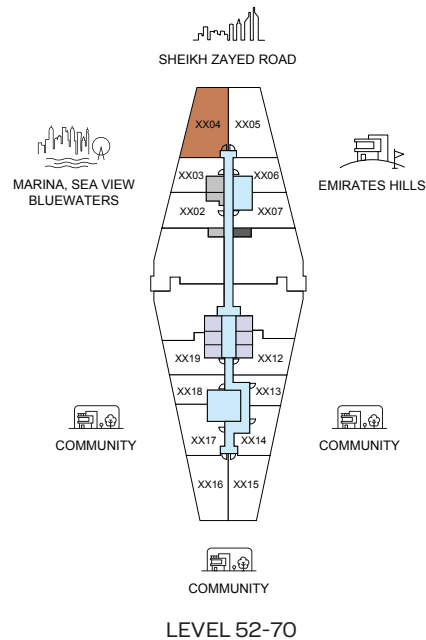 SHEIKH ZAYED ROAD
XX04
XX05
MARINA, SEA VIEW
BLUEWATERS
XX03
XX06
EMIRATES HILLS
XX02
XX07
XX19
XX12
XX18
XX13
COMMUNITY
XX17
XX14
COMMUNITY
XX16
XX15
COMMUNITY
LEVEL 52-70